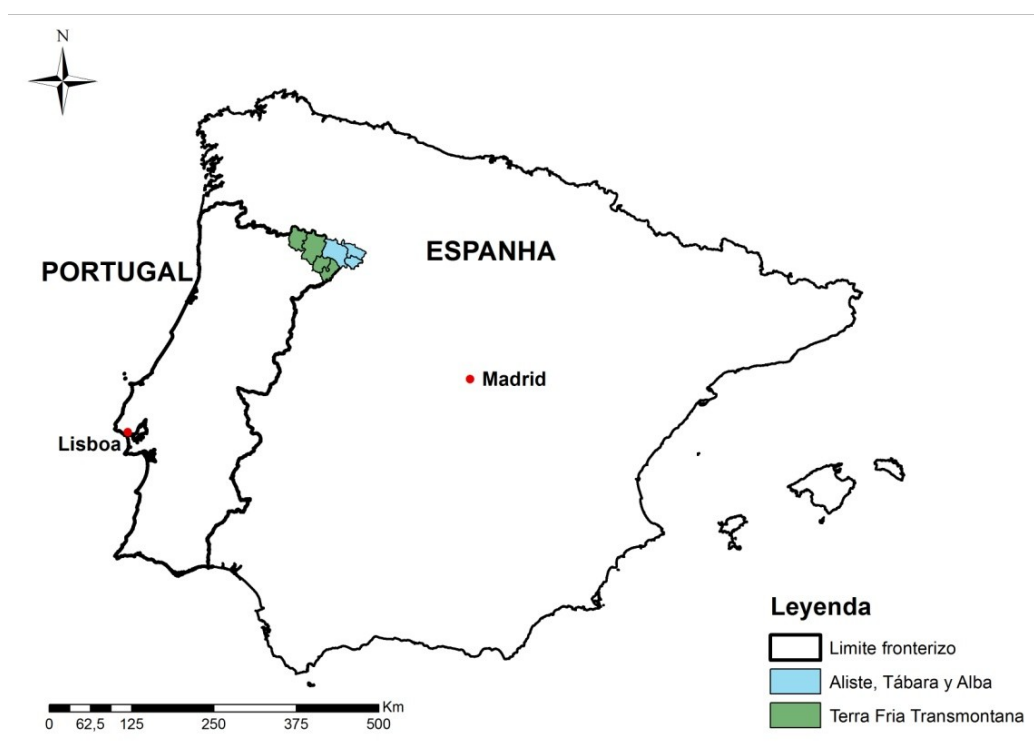 N
ESPANHA
PORTUGAL
Madrid
Lisboa
Leyenda
Limite fronterizo
Aliste, Tábara y Alba
Terra Fria Transmontana
Km
0 62,5 125 250 375 500